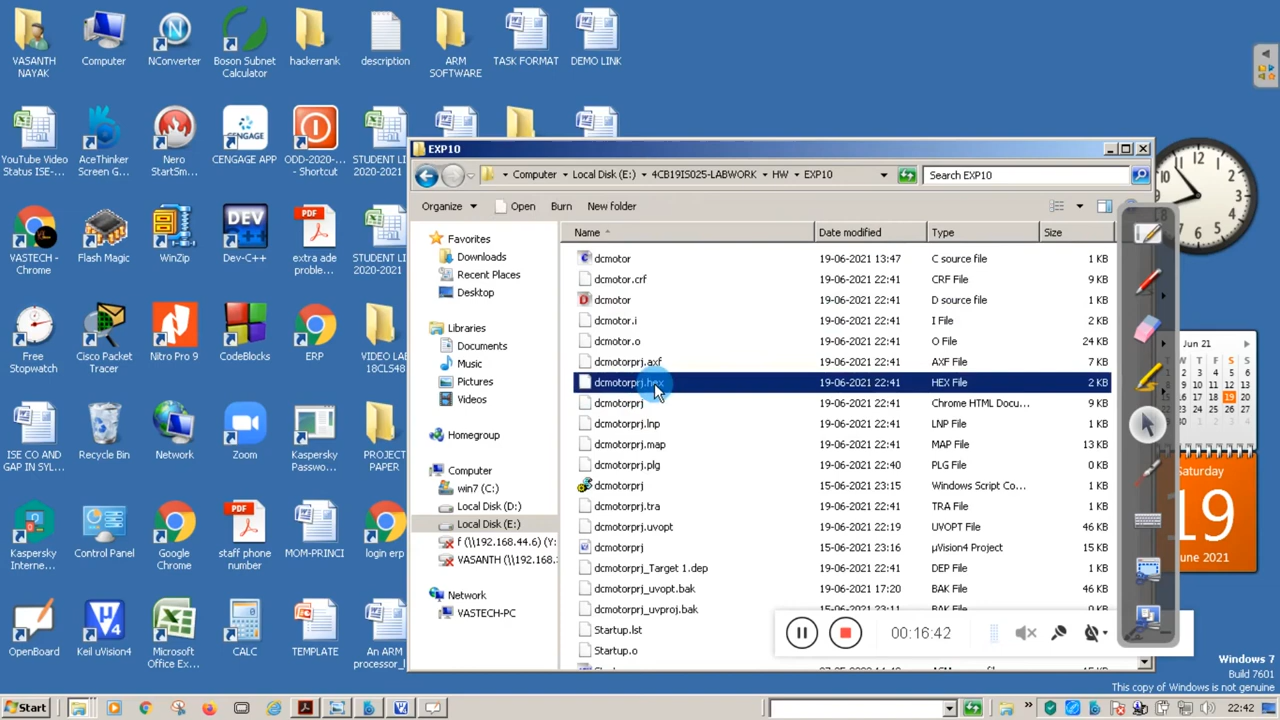 VASANTH
NAYAK
Computer
NConverter
Boson Subnet
Calculator
hackerrank
description
ARM
SOFTWARE
TASK FORMAT
DEMO LINK
YouTube Video
Status ISE-...
AceThinker
Screen G...
Nero
StartSm...
CENGAGE
CENGAGE APP
ODD-2020-...
- Shortcut
STUDENT LI
2020-2021
VASTECH -
Chrome
Flash Magic
WinZip
DEV
Dev-C++
PDF
extra ade
proble...
STUDENT LI
2020-2021
Free
Stopwatch
Cisco Packet
Tracer
Nitro Pro 9
CodeBlocks
ERP
VIDEO LA
18CLS48
ISE CO AND
GAP IN SYL...
Recycle Bin
Network
Zoom
Kaspersky
Passwo...
PROJECT
PAPER
Kaspersky
Interne...
Control Panel
Google
Chrome
PDF
staff phone
number
MOM-PRINCI
login erp
OpenBoard
Keil uVision4
Microsoft
Office Ex...
CALC
TEMPLATE
An ARM
processor_l
EXP10
Computer
Local Disk (E:)
4CB19IS025-LABWORK
HW
EXP10
Search EXP10
Organize
Open
Burn
New folder
Favorites
Downloads
Recent Places
Desktop
Libraries
Documents
Music
Pictures
Videos
Homegroup
Computer
win7 (C:)
Local Disk (D:)
Local Disk (E:)
f (\\192.168.44.6) (Y:
VASANTH (\\192.168.
Network
VASTECH-PC
Name Date modified Type Size
dcmotor 19-06-2021 13:47 C source file 1 KB
dcmotor.crf 19-06-2021 22:41 CRF File 9 KB
dcmotor 19-06-2021 22:41 D source file 1 KB
dcmotor.i 19-06-2021 22:41 I File 2 KB
dcmotor.o 19-06-2021 22:41 O File 24 KB
dcmotorprj.axf 19-06-2021 22:41 AXF File 7 KB
dcmotorprj.hex 19-06-2021 22:41 HEX File 2 KB
dcmotorprj 19-06-2021 22:41 Chrome HTML Docu... 9 KB
dcmotorprj.lnp 19-06-2021 22:41 LNP File 1 KB
dcmotorprj.map 19-06-2021 22:41 MAP File 13 KB
dcmotorprj.plg 19-06-2021 22:40 PLG File 0 KB
dcmotorprj 15-06-2021 23:15 Windows Script Co... 2 KB
dcmotorprj.tra 19-06-2021 22:41 TRA File 2 KB
dcmotorprj.uvopt 19-06-2021 22:19 UVOPT File 46 KB
dcmotorprj 15-06-2021 23:16 µVision4 Project 15 KB
dcmotorprj_Target 1.dep 19-06-2021 22:41 DEP File 1 KB
dcmotorprj_uvopt.bak 19-06-2021 17:20 BAK File 46 KB
dcmotorprj_uvproj.bak
Startup.lst
Startup.o
00:16:42
Jun 21
Saturday
19
June 2021
Windows 7
Build 7601
This copy of Windows is not genuine
Start
22:42